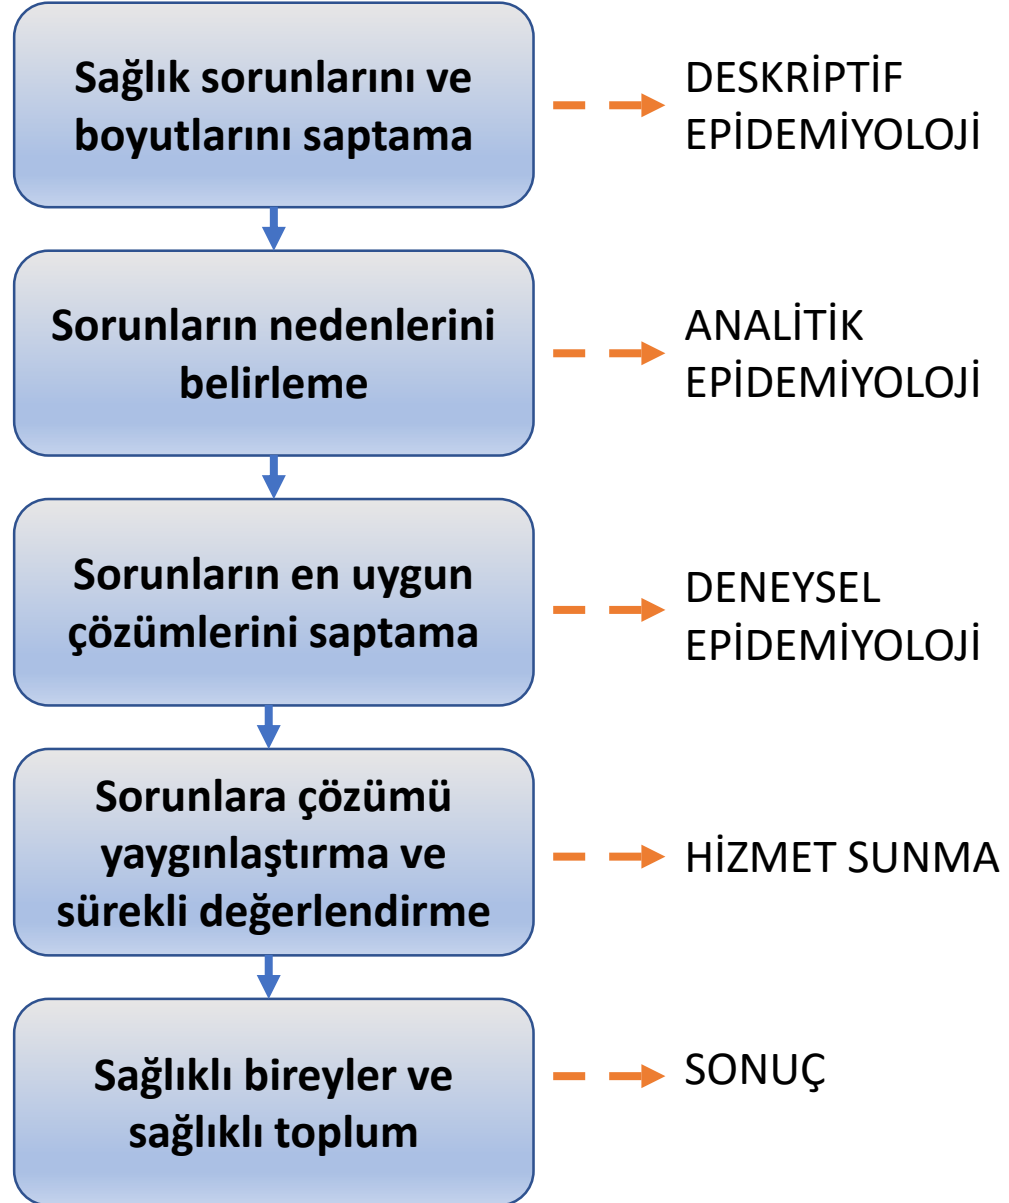 Sağlık sorunlarını ve
boyutlarını saptama
DESKRİPTİF
EPİDEMİYOLOJİ
Sorunların nedenlerini
belirleme
ANALİTİK
EPİDEMİYOLOJİ
Sorunların en uygun
çözümlerini saptama
DENEYSEL
EPİDEMİYOLOJİ
Sorunlara çözümü
yaygınlaştırma ve
sürekli değerlendirme
HİZMET SUNMA
Sağlıklı bireyler ve
sağlıklı toplum
SONUÇ